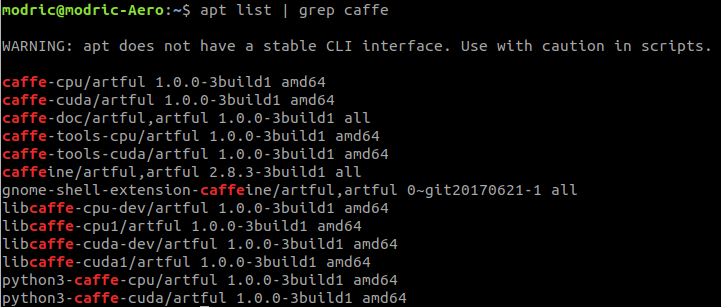 modric@modric-Aero:~$ apt list | grep caffe
WARNING: apt does not have a stable CLI interface. Use with caution in scripts.
caffe-cpu/artful 1.0.0-3build1 amd64
caffe-cuda/artful 1.0.0-3build1 amd64
caffe-doc/artful,artful 1.0.0-3build1 all
caffe-tools-cpu/artful 1.0.0-3build1 amd64
caffe-tools-cuda/artful 1.0.0-3build1 amd64
caffeine/artful,artful 2.8.3-3build1 all
gnome-shell-extension-caffeine/artful,artful 0~git20170621-1 all
libcaffe-cpu-dev/artful 1.0.0-3build1 amd64
libcaffe-cpu1/artful 1.0.0-3build1 amd64
libcaffe-cuda-dev/artful 1.0.0-3build1 amd64
libcaffe-cuda1/artful 1.0.0-3build1 amd64
python3-caffe-cpu/artful 1.0.0-3build1 amd64
python3-caffe-cuda/artful 1.0.0-3build1 amd64